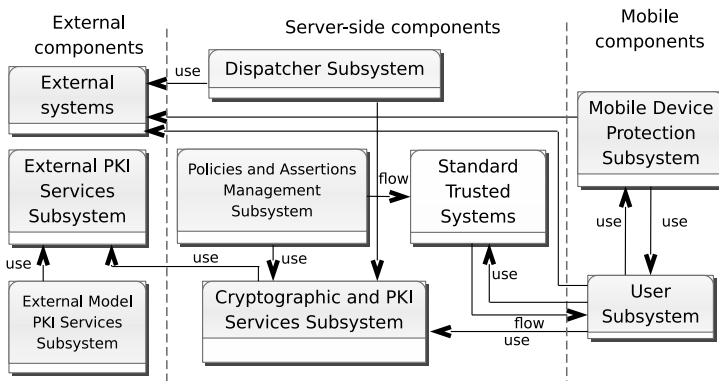 External
components
Server-side components
Mobile
components
External
systems
use
Dispatcher Subsystem
Mobile Device
Protection
Subsystem
External PKI
Services
Subsystem
Policies and Assertions
Management
Subsystem
flow
Standard
Trusted
Systems
use
use
use
use
use
External Model
PKI Services
Subsystem
Cryptographic and PKI
Services Subsystem
User
Subsystem
flow
use